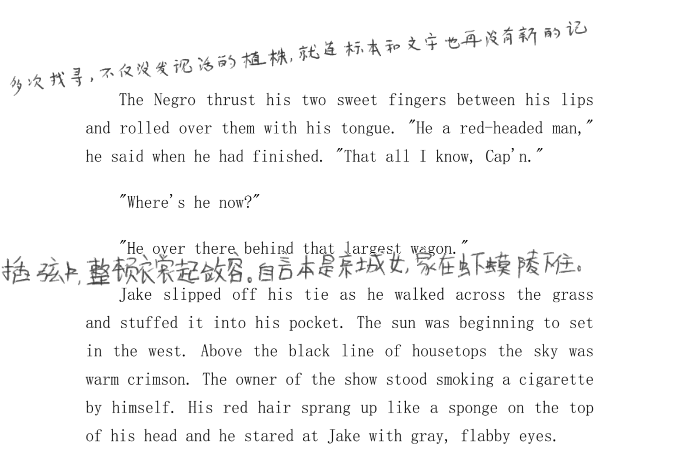 多次找寻，不仅没发现活的植株，就连标本和文字也再没有新的记
The Negro thrust his two sweet fingers between his lips
and rolled over them with his tongue. "He a red-headed man,"
he said when he had finished. "That all I know, Cap'n."
"Where's he now?"
"He over there behind that largest wagon."
插弦中，整顿衣裳起敛容。自言本是京城女，家在虾蟆陵下住。
Jake slipped off his tie as he walked across the grass
and stuffed it into his pocket. The sun was beginning to set
in the west. Above the black line of housetops the sky was
warm crimson. The owner of the show stood smoking a cigarette
by himself. His red hair sprang up like a sponge on the top
of his head and he stared at Jake with gray, flabby eyes.